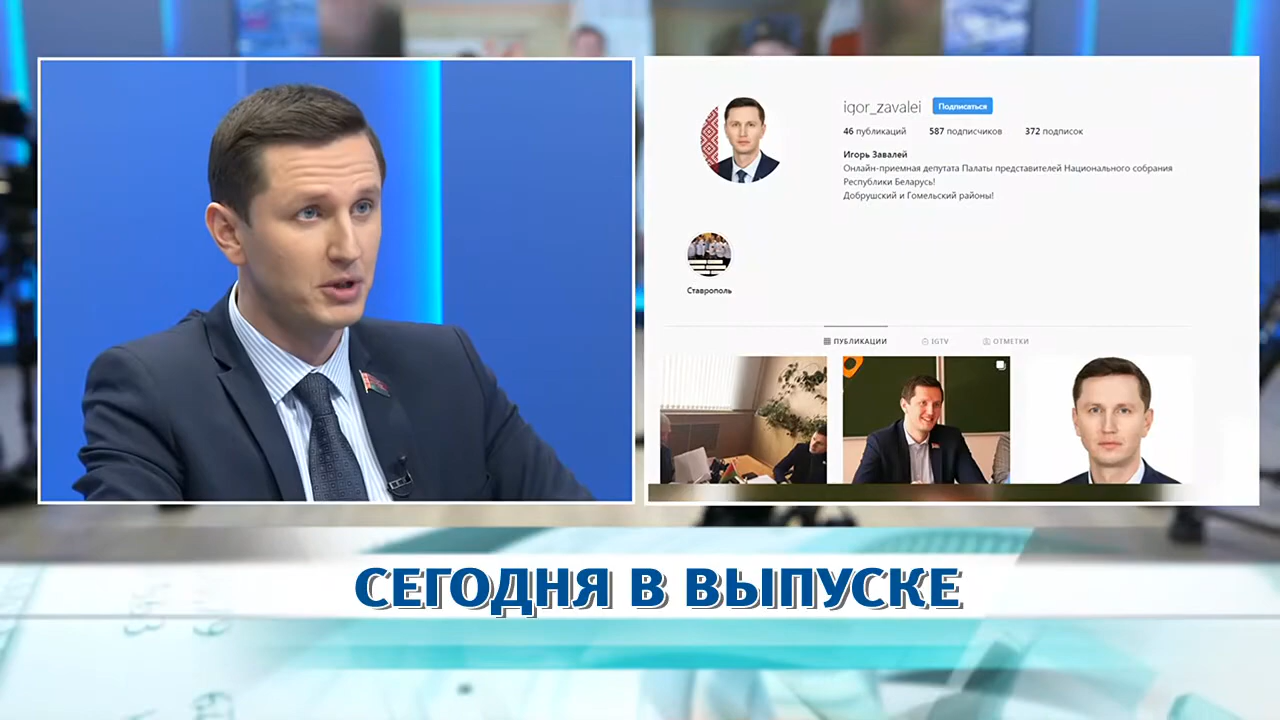 igor_zavalei Подписаться
46 публикаций 587 подписчиков 372 подписок
Игорь Завалей
Онлайн-приемная депутата Палаты представителей Национального собрания
Республики Беларусь!
Добрушский и Гомельский районы!
Ставрополь
ПУБЛИКАЦИИ IGTV ОТМЕТКИ
СЕГОДНЯ В ВЫПУСКЕ